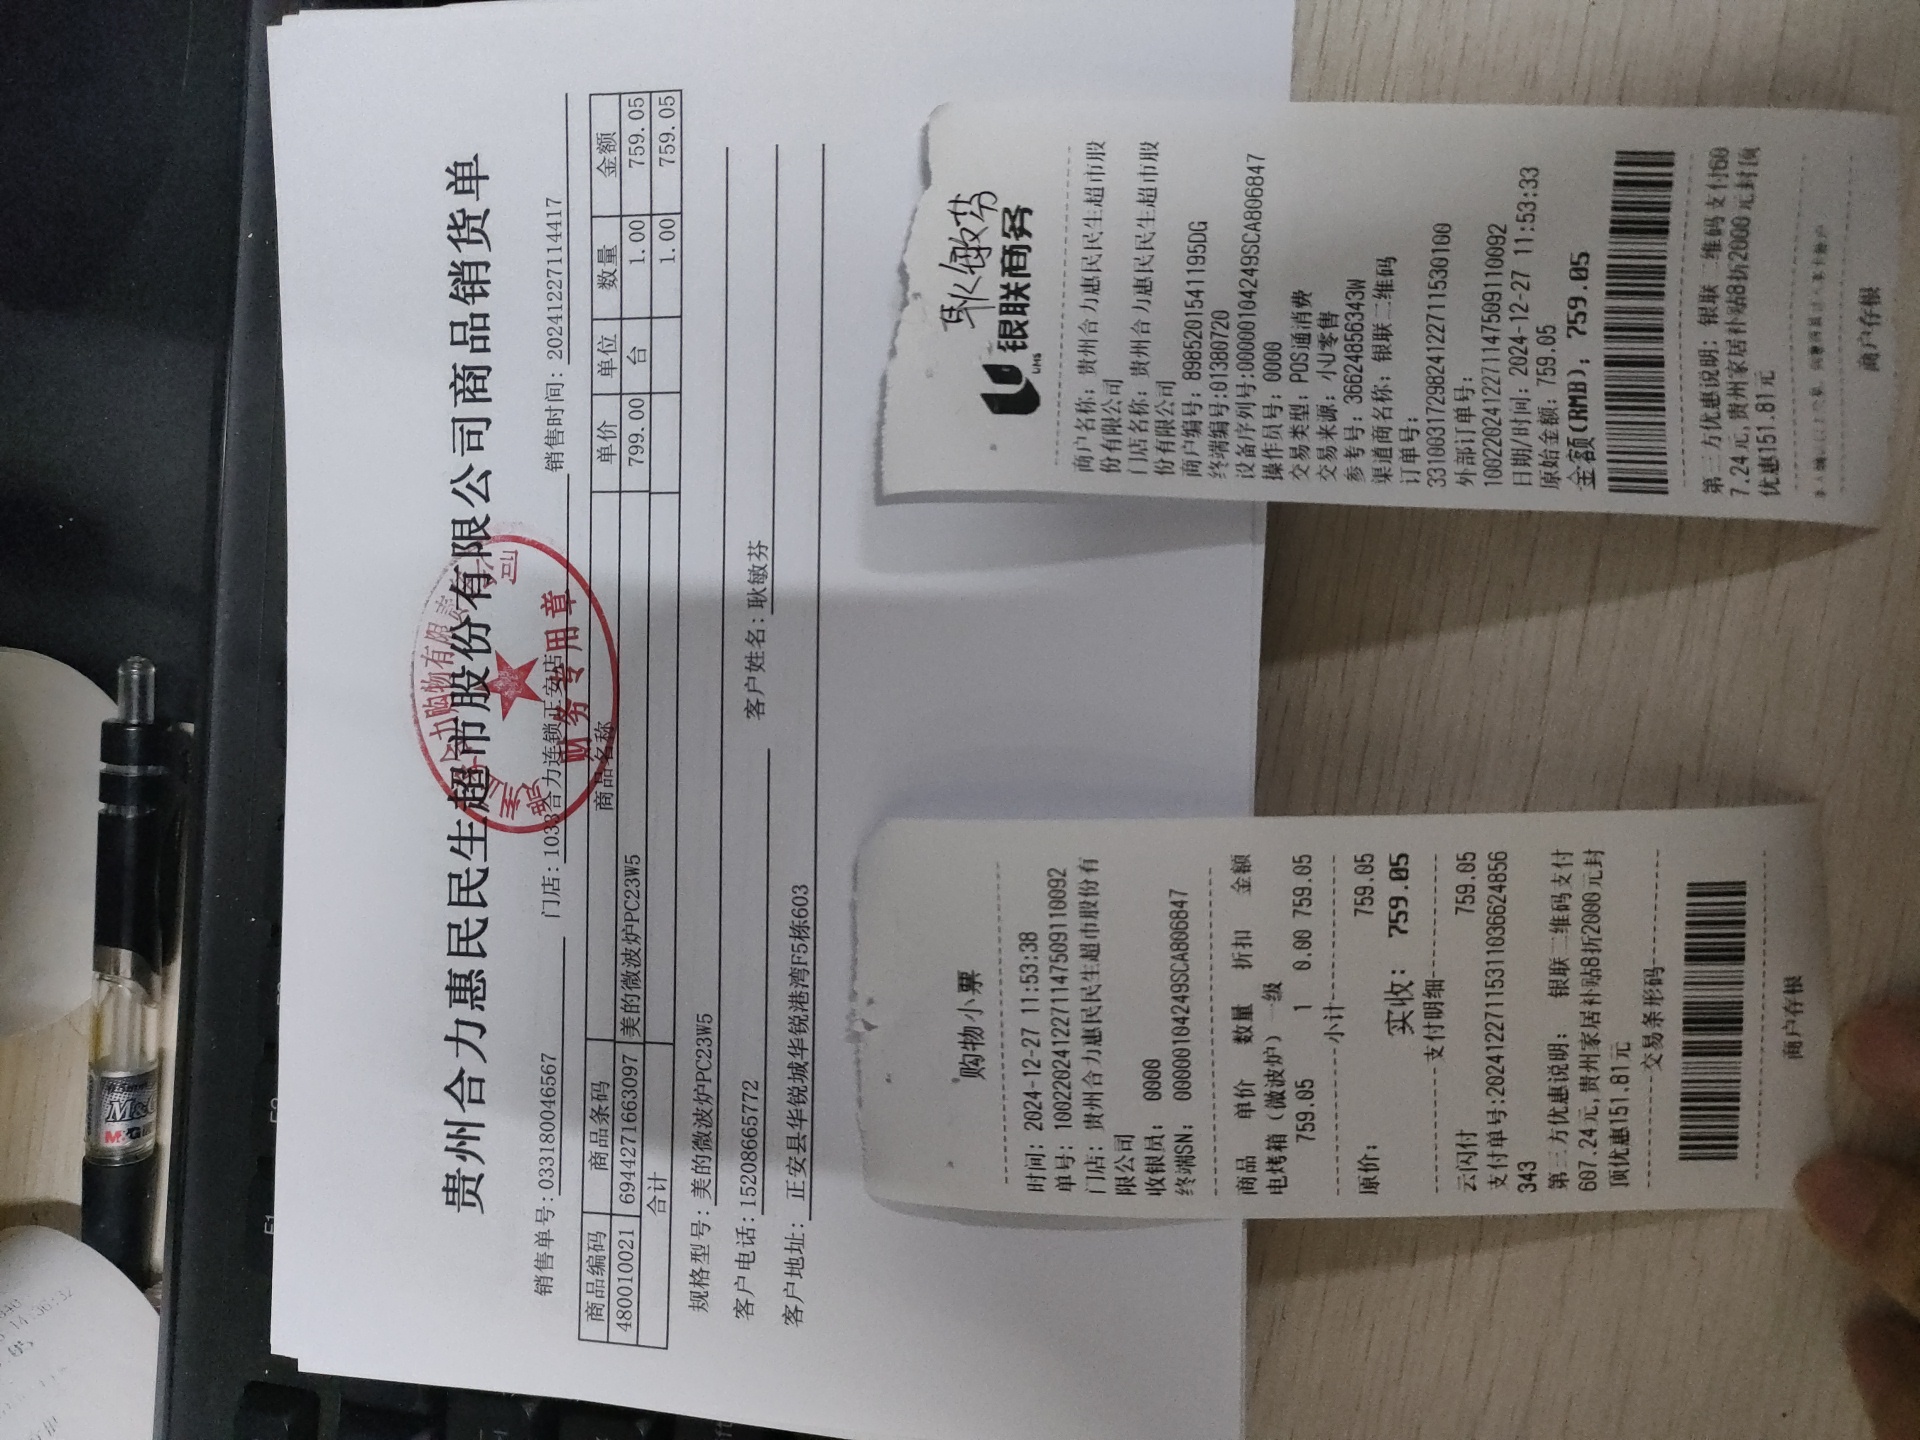 贵州合力惠民民生超市股份有限公司商品销货单
销售单号: 033180046567 门店: 1033合力连锁正安店 销售时间: 20241227114417
商品编码 商品条码 商品名称 单价 单位 数量 金额
480010021 6944271663097 美的微波炉PC23W5 799.00 台 1.00 759.05
合计 1.00 759.05
规格型号: 美的微波炉PC23W5
客户电话: 15208665772 客户姓名: 耿敏芬
客户地址: 正安县华锐城华锐港湾F5栋603
购物有限
财务专用章
购物小票
时间: 2024-12-27 11:53:38
单号: 1002202412271147509110092
门店: 贵州合力惠民民生超市股份有
限公司
收银员: 0000
终端SN: 00000104249SCA806847
商品 单价 数量 折扣 金额
电烤箱（微波炉）一级
759.05 1 0.00 759.05
小计
原价: 759.05
实收: 759.05
支付明细
云闪付 759.05
支付单号:20241227115311036624856
343
第三方优惠说明: 银联二维码支付
607.24元,贵州家居补贴8折2000元封
顶优惠151.81元
交易条形码
商户存根
耿敏芬
银联商务
UMS
商户名称: 贵州合力惠民民生超市股
份有限公司
门店名称: 贵州合力惠民民生超市股
份有限公司
商户编号: 89852015411195DG
终端编号:01380720
设备序列号:00000104249SCA806847
操作员号: 0000
交易类型: POS通消费
交易来源: 小U零售
参考号: 36624856343W
渠道商名称: 银联二维码
订单号:
33100317298241227115301​00
外部订单号:
1002202412271147509110092
日期/时间: 2024-12-27 11:53:33
原始金额: 759.05
金额(RMB): 759.05
第三方优惠说明: 银联二维码支付60
7.24元,贵州家居补贴8折2000元封顶
优惠151.81元
商户存根